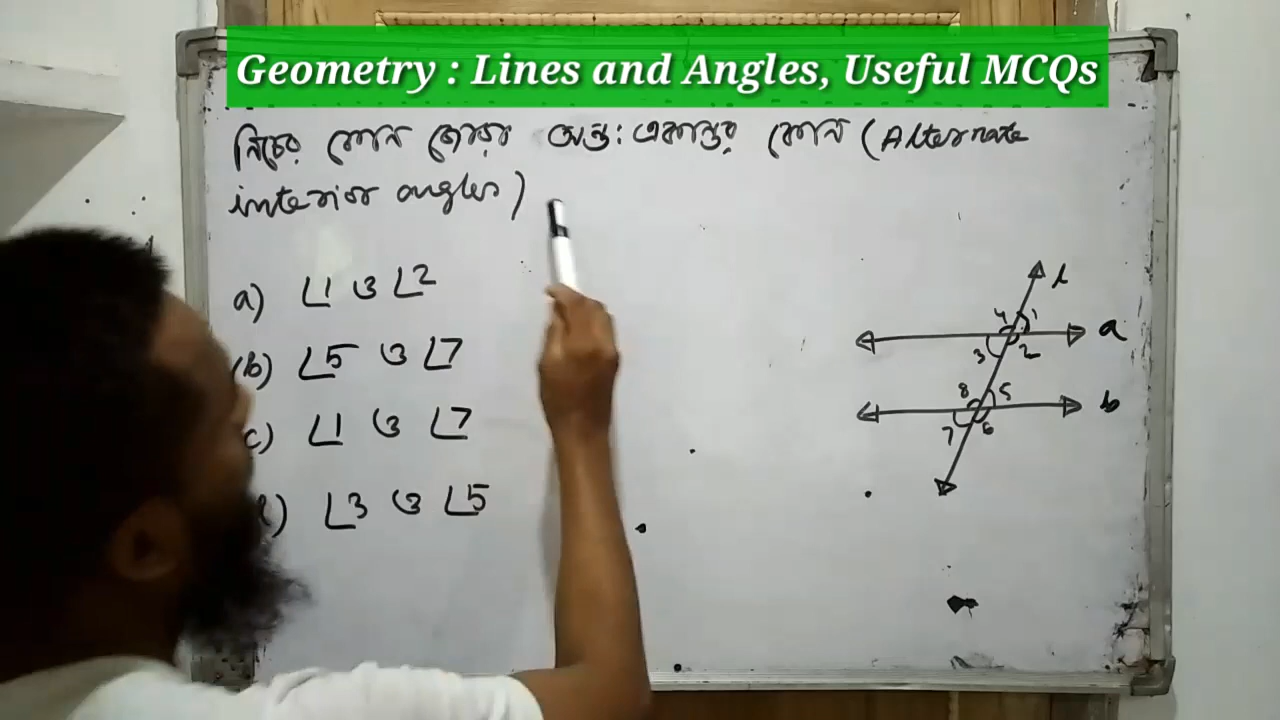 Geometry : Lines and Angles, Useful MCQs
নিচের কোন জোড়া অন্ত: একান্তর কোন (Alternate
interior angles)
a) ∠1 ও ∠2
(b) ∠5 ও ∠7
c) ∠1 ও ∠7
) ∠3 ও ∠5
l
4 1
a
3 2
8 5
b
7 6